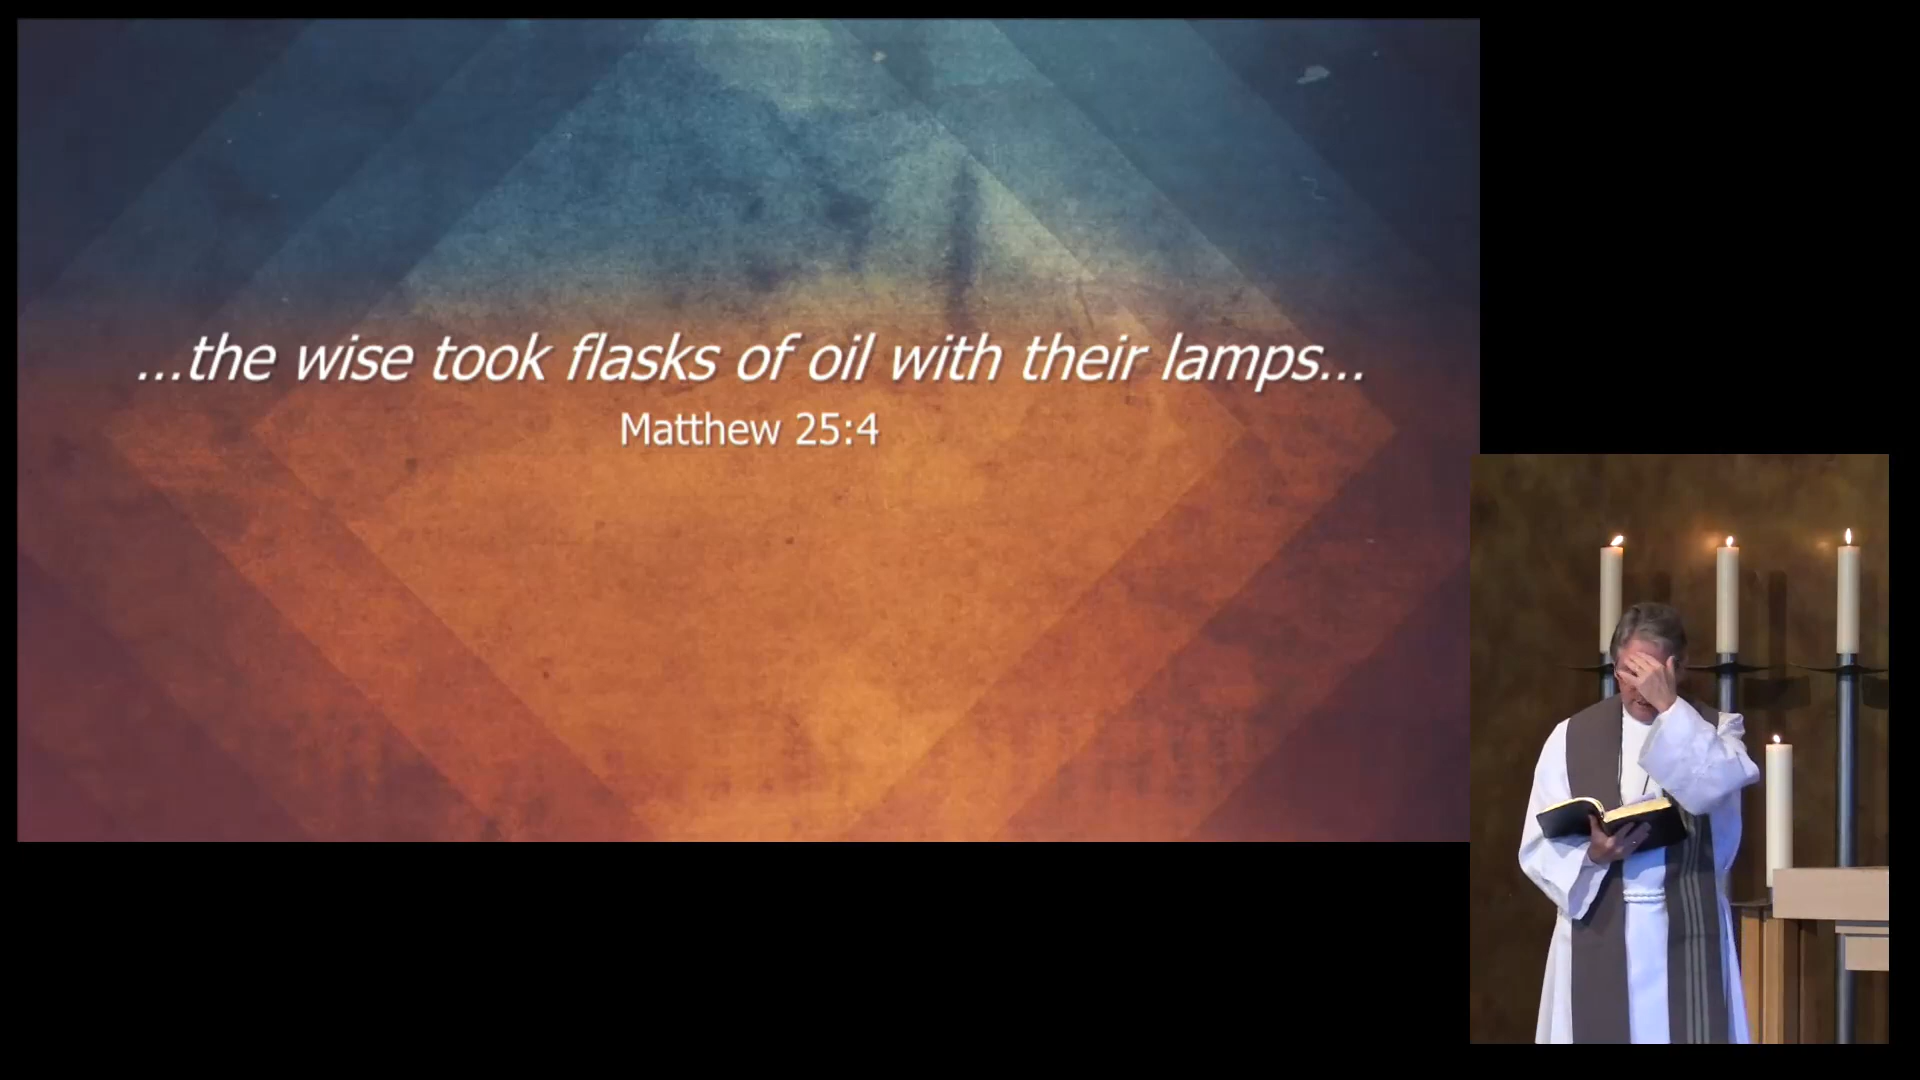 ...the wise took flasks of oil with their lamps...
Matthew 25:4